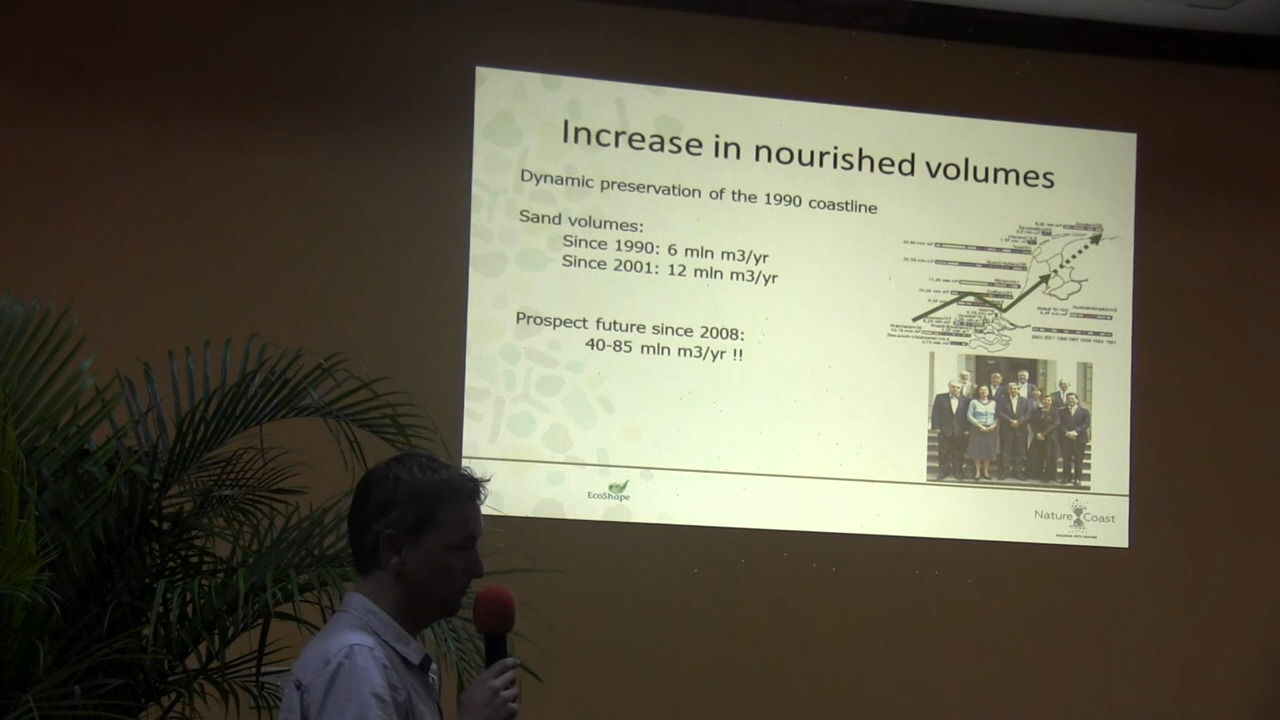 Increase in nourished volumes
Dynamic preservation of the 1990 coastline
Sand volumes:
Since 1990: 6 mln m3/yr
Since 2001: 12 mln m3/yr
Prospect future since 2008:
40-85 mln m3/yr !!
EcoShape
Nature Coast